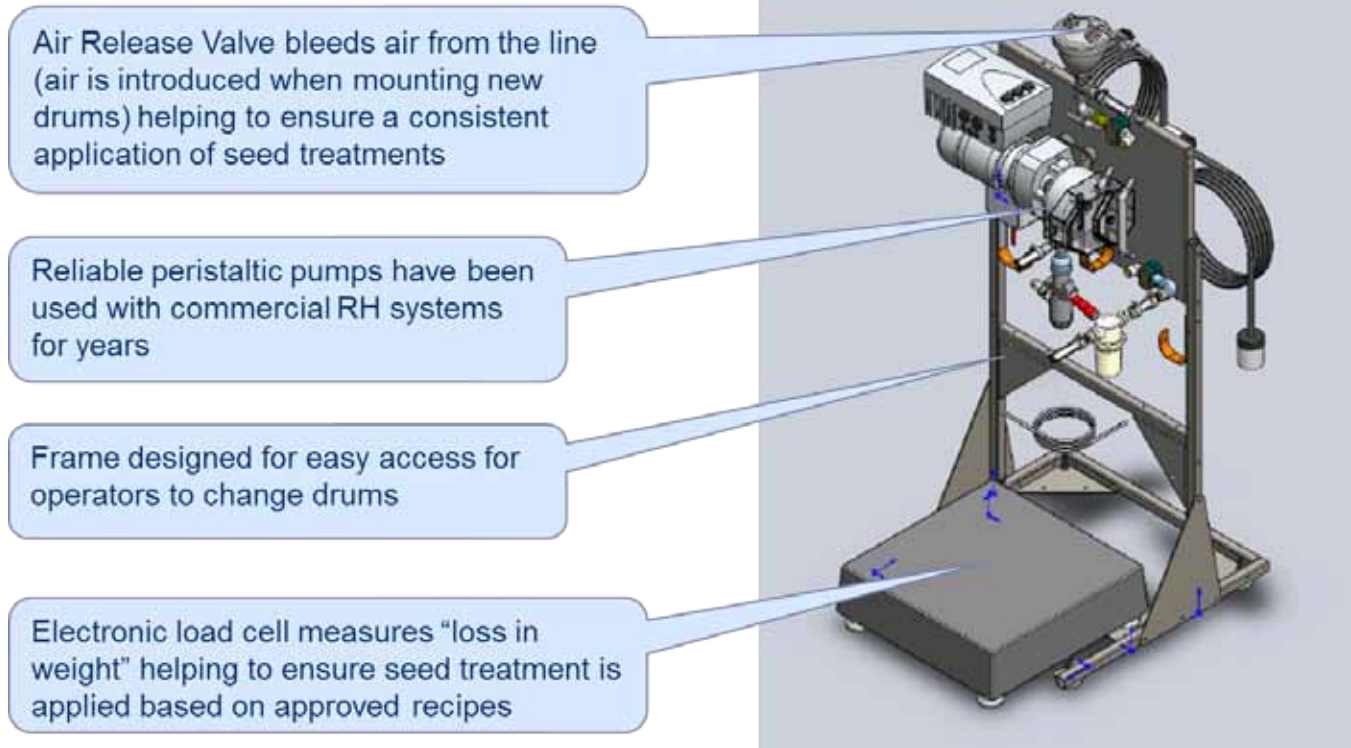 Air Release Valve bleeds air from the line
(air is introduced when mounting new
drums) helping to ensure a consistent
application of seed treatments
Reliable peristaltic pumps have been
used with commercial RH systems
for years
Frame designed for easy access for
operators to change drums
Electronic load cell measures “loss in
weight” helping to ensure seed treatment is
applied based on approved recipes